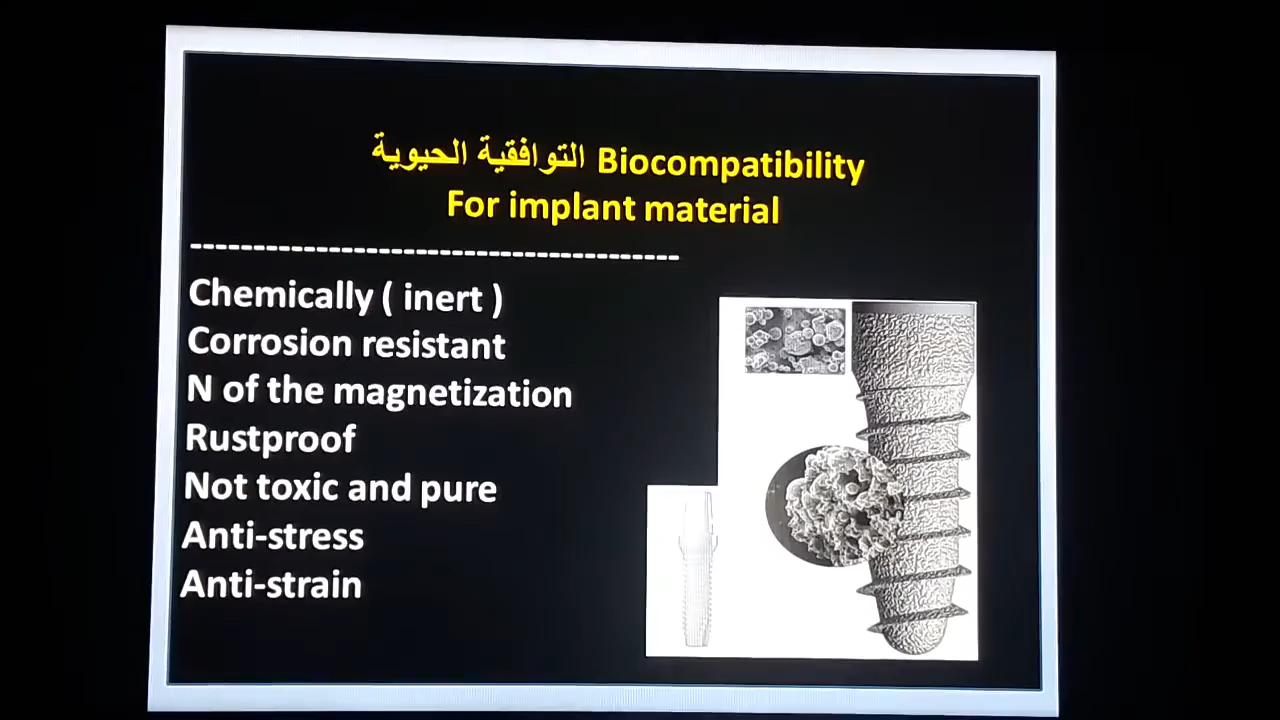 التوافقية الحيوية Biocompatibility
For implant material
---------------------------------------
Chemically ( inert )
Corrosion resistant
N of the magnetization
Rustproof
Not toxic and pure
Anti-stress
Anti-strain